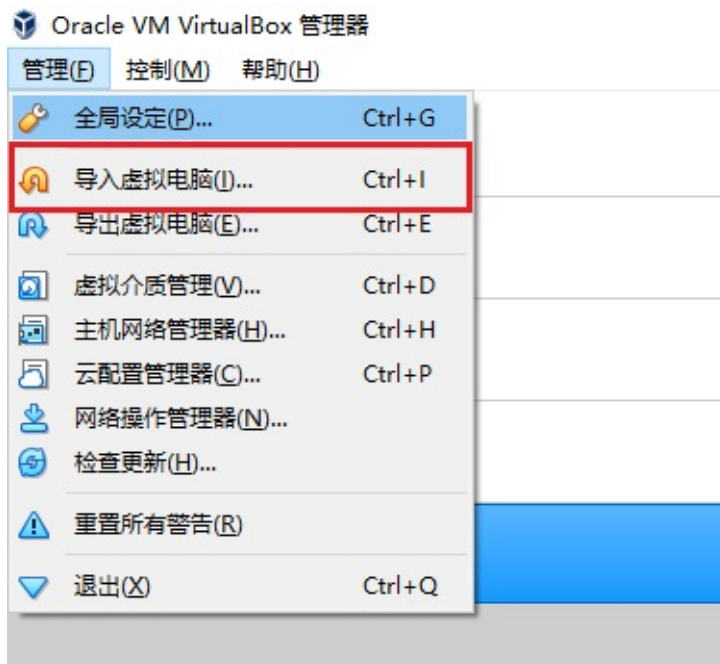 Oracle VM VirtualBox 管理器
管理(F) 控制(M) 帮助(H)
全局设定(P)... Ctrl+G
导入虚拟电脑(I)... Ctrl+I
导出虚拟电脑(E)... Ctrl+E
虚拟介质管理(V)... Ctrl+D
主机网络管理器(H)... Ctrl+H
云配置管理器(C)... Ctrl+P
网络操作管理器(N)...
检查更新(H)...
重置所有警告(R)
退出(X) Ctrl+Q